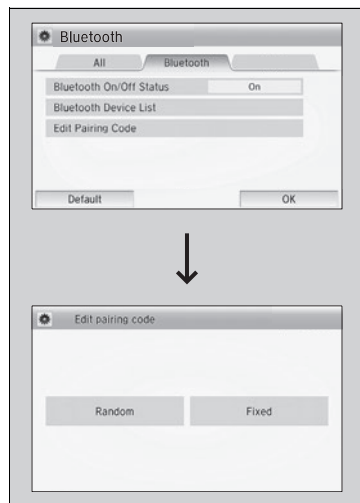 Bluetooth
All Bluetooth
Bluetooth On/Off Status On
Bluetooth Device List
Edit Pairing Code
Default OK
Edit pairing code
Random Fixed